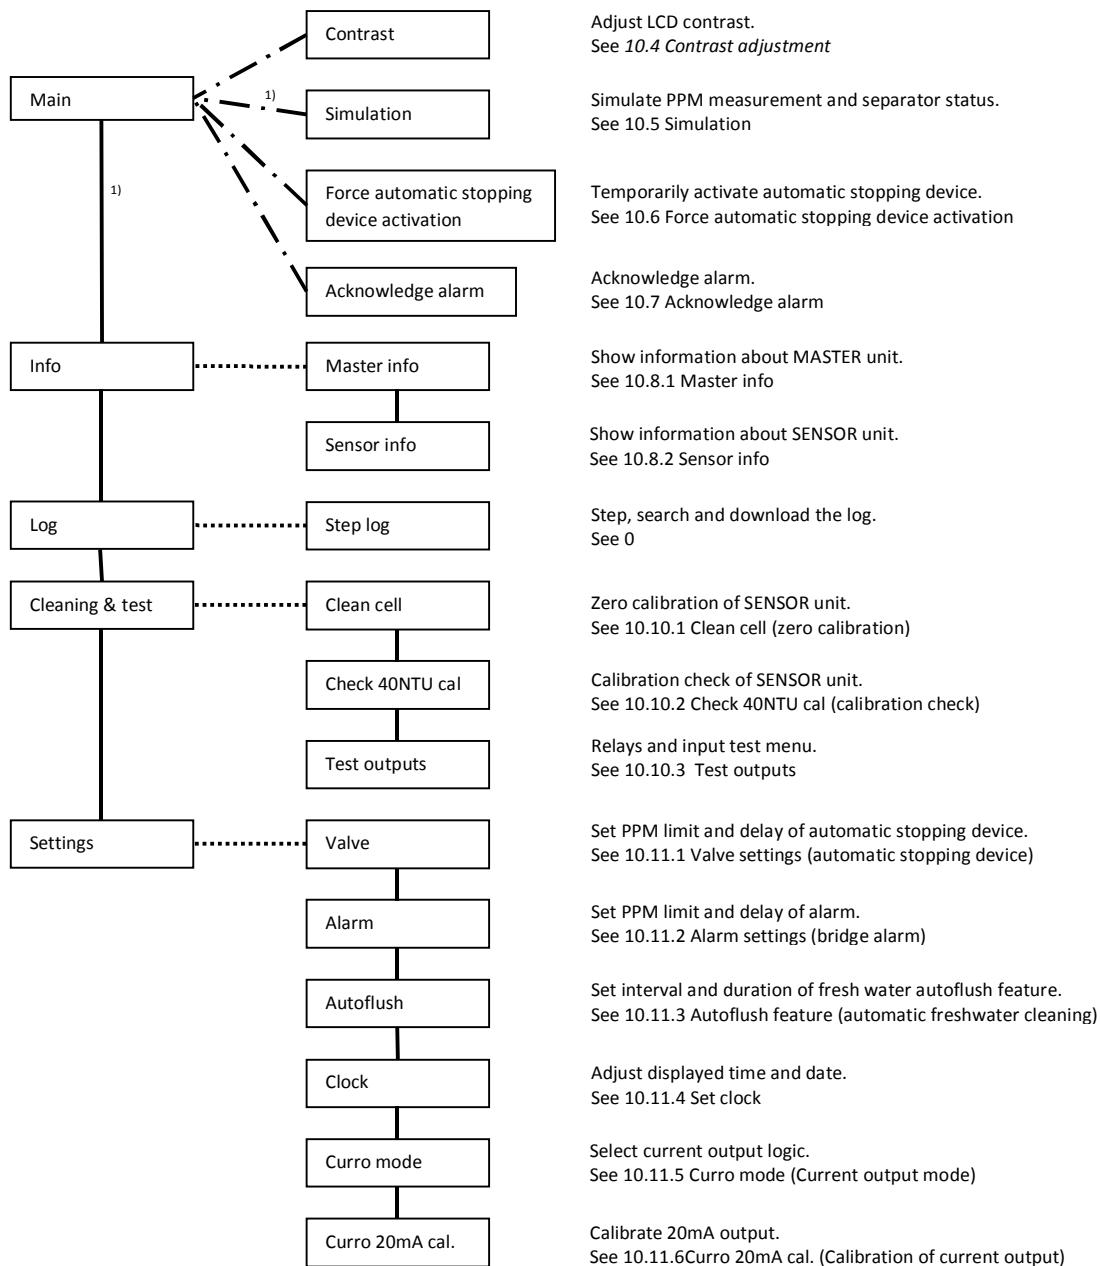 Contrast
Adjust LCD contrast.
See 10.4 Contrast adjustment
Main
1)
Simulation
Simulate PPM measurement and separator status.
See 10.5 Simulation
1)
Force automatic stopping
device activation
Temporarily activate automatic stopping device.
See 10.6 Force automatic stopping device activation
Acknowledge alarm
Acknowledge alarm.
See 10.7 Acknowledge alarm
Info
Master info
Show information about MASTER unit.
See 10.8.1 Master info
Sensor info
Show information about SENSOR unit.
See 10.8.2 Sensor info
Log
Step log
Step, search and download the log.
See 0
Cleaning & test
Clean cell
Zero calibration of SENSOR unit.
See 10.10.1 Clean cell (zero calibration)
Check 40NTU cal
Calibration check of SENSOR unit.
See 10.10.2 Check 40NTU cal (calibration check)
Test outputs
Relays and input test menu.
See 10.10.3 Test outputs
Settings
Valve
Set PPM limit and delay of automatic stopping device.
See 10.11.1 Valve settings (automatic stopping device)
Alarm
Set PPM limit and delay of alarm.
See 10.11.2 Alarm settings (bridge alarm)
Autoflush
Set interval and duration of fresh water autoflush feature.
See 10.11.3 Autoflush feature (automatic freshwater cleaning)
Clock
Adjust displayed time and date.
See 10.11.4 Set clock
Curro mode
Select current output logic.
See 10.11.5 Curro mode (Current output mode)
Curro 20mA cal.
Calibrate 20mA output.
See 10.11.6Curro 20mA cal. (Calibration of current output)